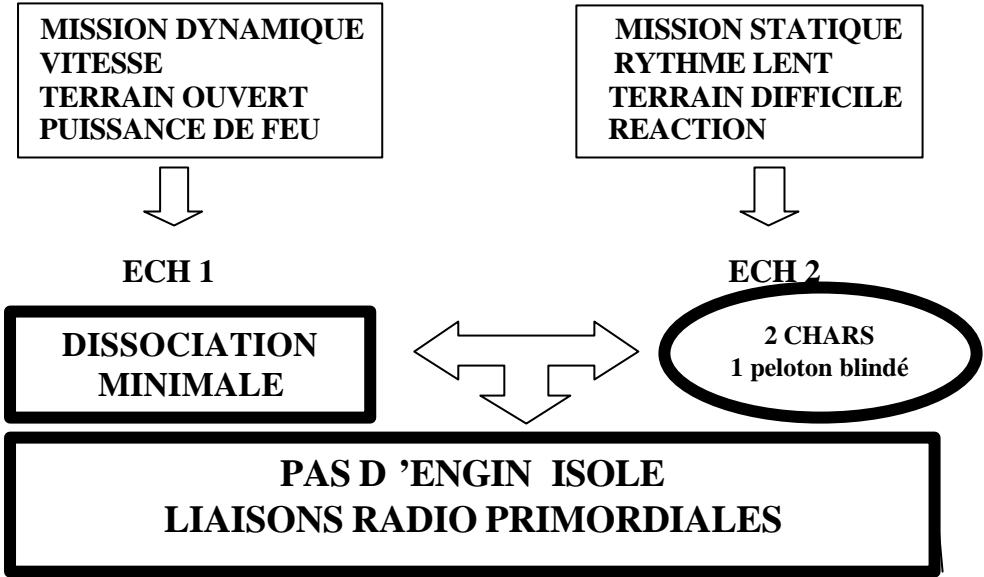 MISSION DYNAMIQUE
VITESSE
TERRAIN OUVERT
PUISSANCE DE FEU
MISSION STATIQUE
RYTHME LENT
TERRAIN DIFFICILE
REACTION
ECH 1
ECH 2
DISSOCIATION
MINIMALE
2 CHARS
1 peloton blindé
PAS D ’ENGIN ISOLE
LIAISONS RADIO PRIMORDIALES